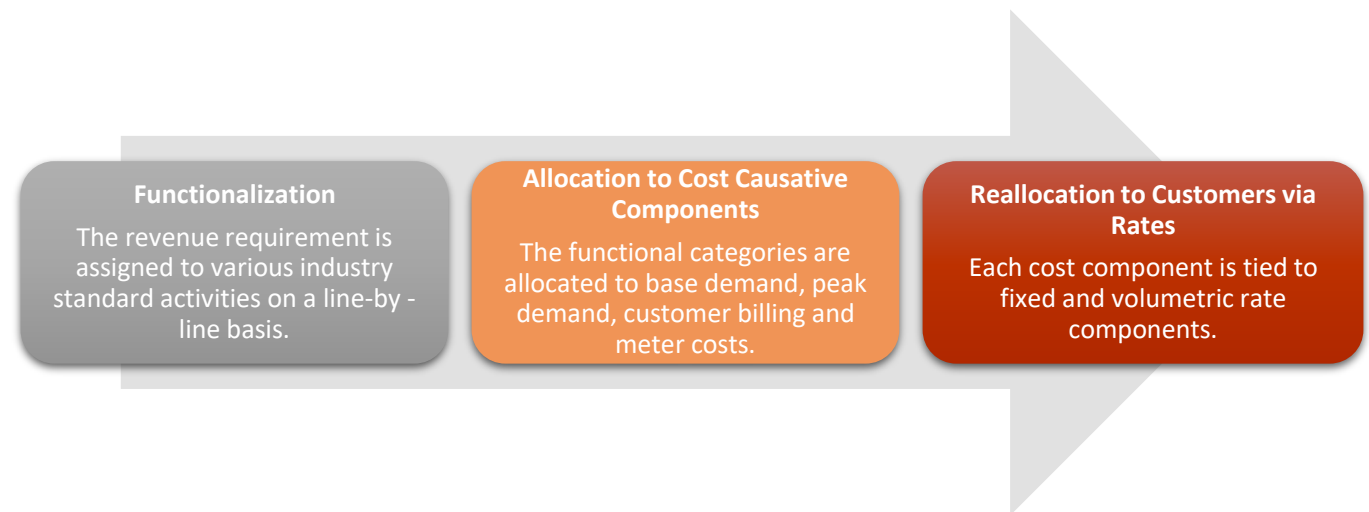 Functionalization
The revenue requirement is
assigned to various industry
standard activities on a line-by -
line basis.
Allocation to Cost Causative
Components
The functional categories are
allocated to base demand, peak
demand, customer billing and
meter costs.
Reallocation to Customers via
Rates
Each cost component is tied to
fixed and volumetric rate
components.